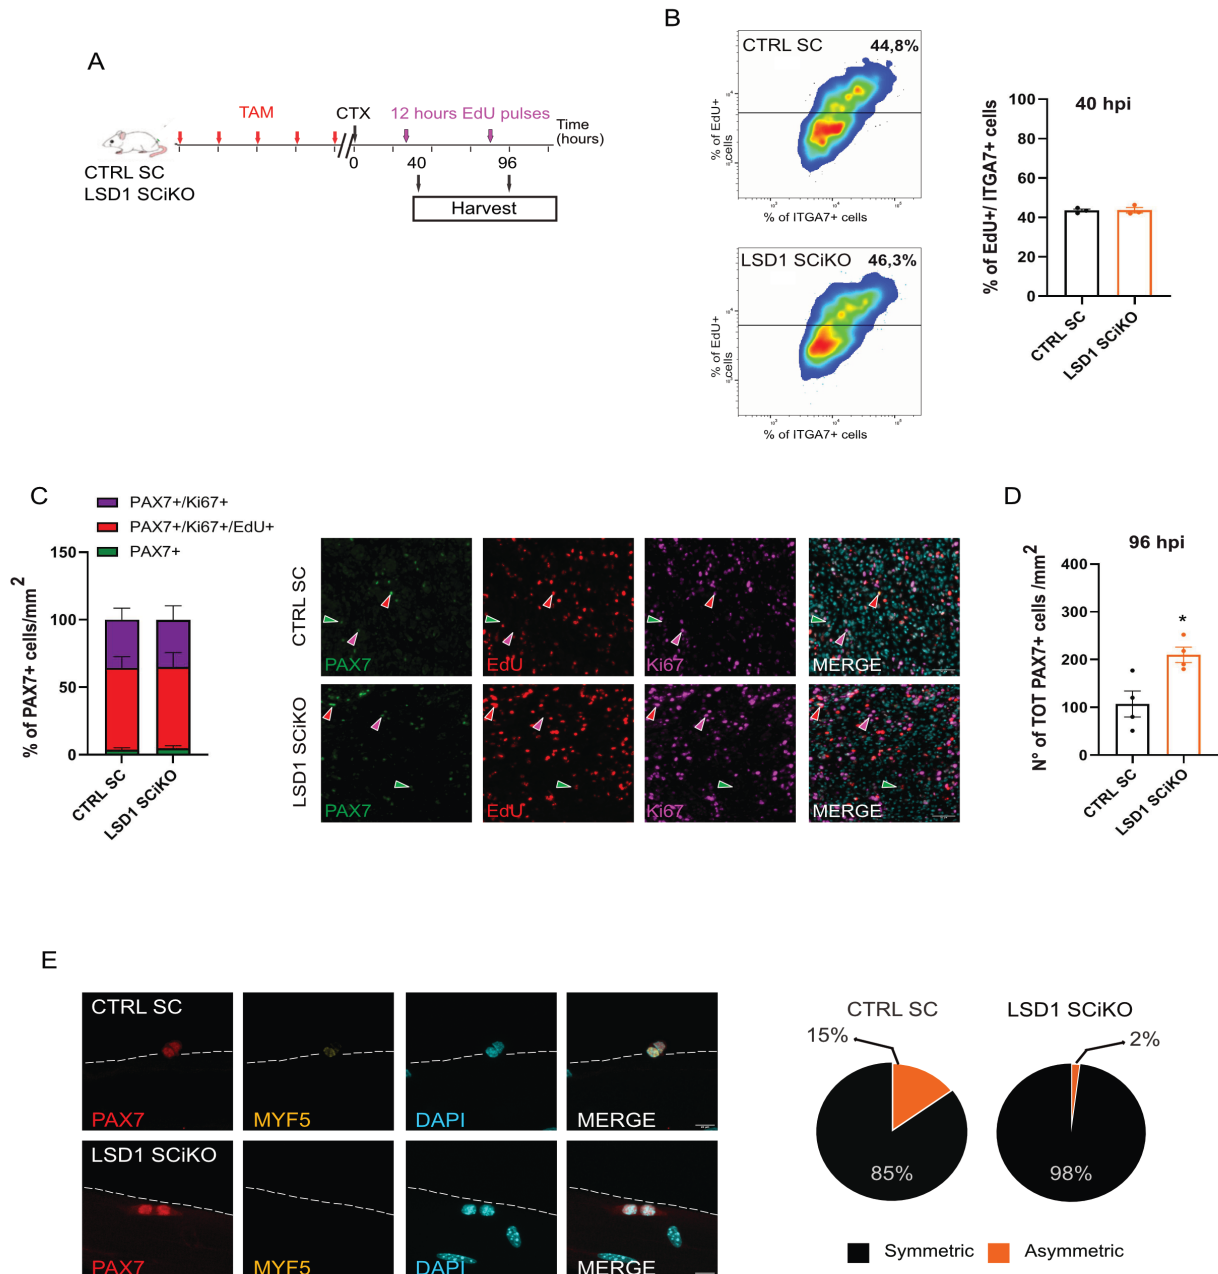 A
TAM
CTX
12 hours EdU pulses
Time
(hours)
0
40
96
CTRL SC
LSD1 SCiKO
Harvest
B
CTRL SC
44,8%
% of EdU+
cells
% of ITGA7+ cells
LSD1 SCiKO
46,3%
% of EdU+
cells
% of ITGA7+ cells
40 hpi
% of EdU+/ ITGA7+ cells
100
80
60
40
20
0
CTRL SC
LSD1 SCiKO
C
PAX7+/Ki67+
PAX7+/Ki67+/EdU+
PAX7+
% of PAX7+ cells/mm²
150
100
50
0
CTRL SC
LSD1 SCiKO
CTRL SC
PAX7
EdU
Ki67
MERGE
LSD1 SCiKO
PAX7
EdU
Ki67
MERGE
D
96 hpi
N° of TOT PAX7+ cells /mm²
400
300
200
100
0
*
CTRL SC
LSD1 SCiKO
E
CTRL SC
PAX7
MYF5
DAPI
MERGE
LSD1 SCiKO
PAX7
MYF5
DAPI
MERGE
CTRL SC
15%
85%
LSD1 SCiKO
2%
98%
Symmetric
Asymmetric